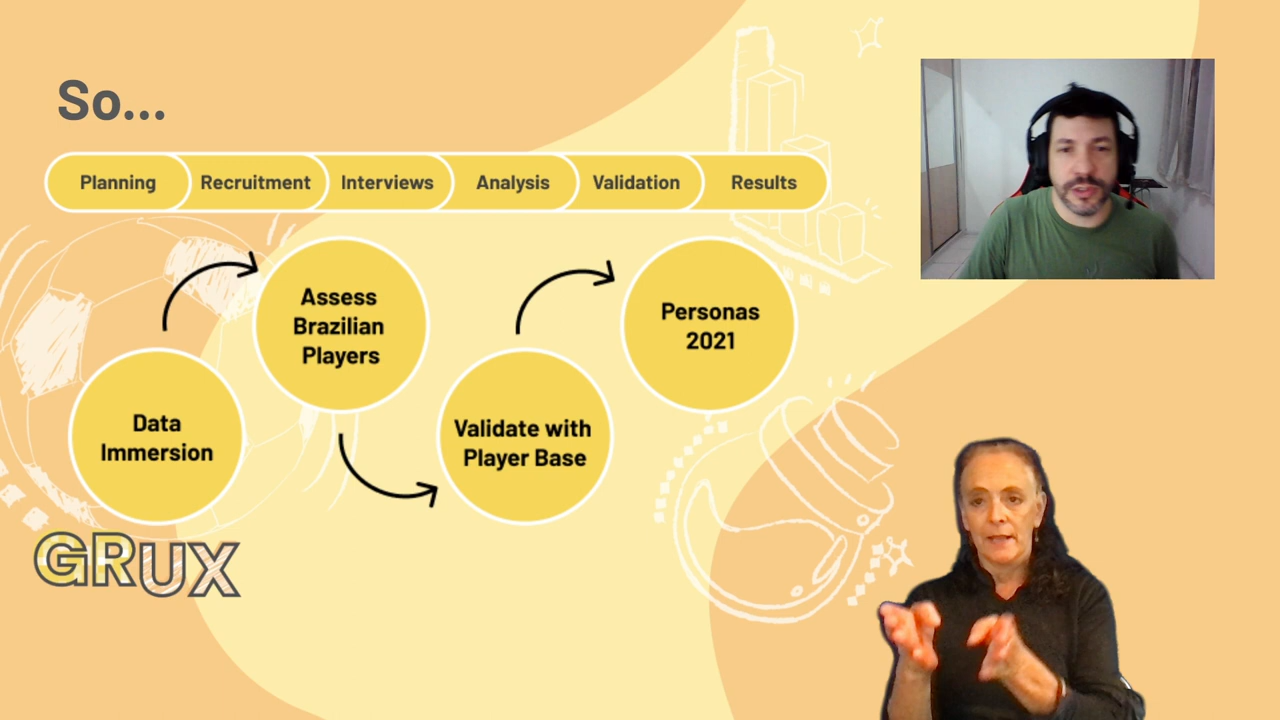 So...
Planning
Recruitment
Interviews
Analysis
Validation
Results
Assess
Brazilian
Players
Personas
2021
Data
Immersion
Validate with
Player Base
GRUX